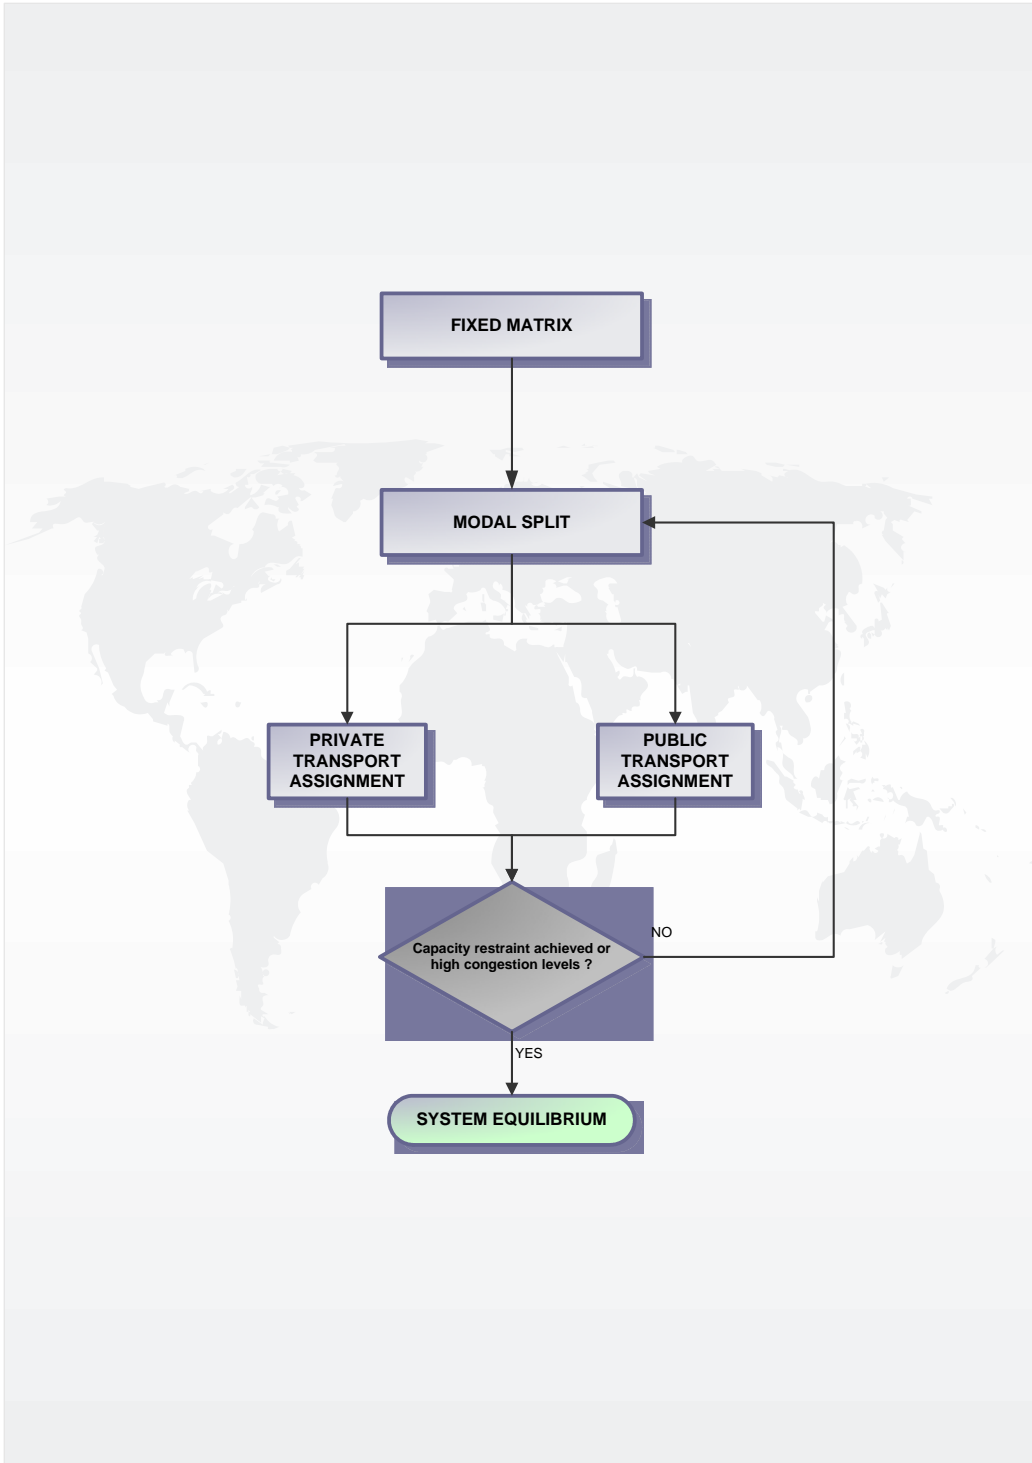 FIXED MATRIX
MODAL SPLIT
PRIVATE
TRANSPORT
ASSIGNMENT
PUBLIC
TRANSPORT
ASSIGNMENT
NO
Capacity restraint achieved or
high congestion levels ?
YES
SYSTEM EQUILIBRIUM